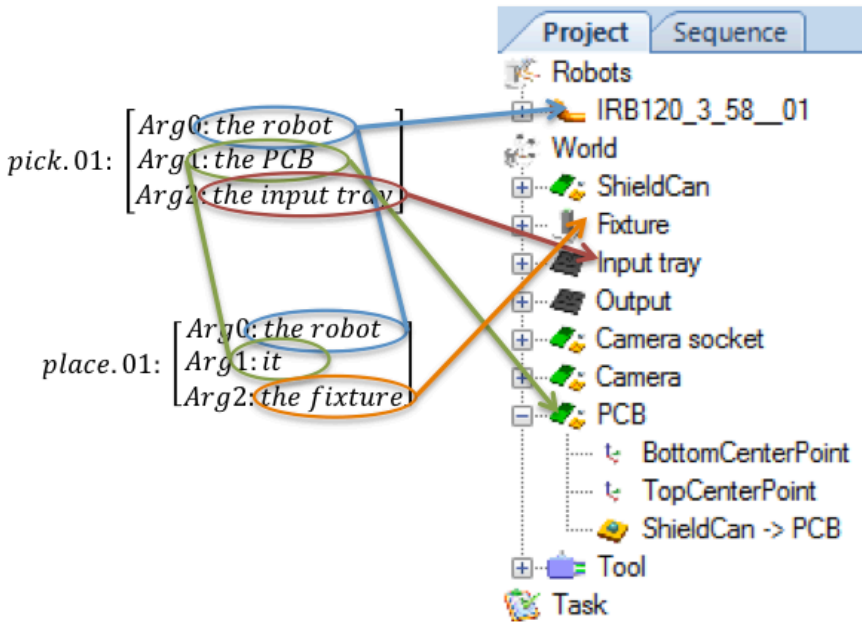 pick.01:
Arg0: the robot
Arg1: the PCB
Arg2: the input tray
place.01:
Arg0: the robot
Arg1: it
Arg2: the fixture
Project Sequence
Robots
IRB120_3_58__01
World
ShieldCan
Fixture
Input tray
Output
Camera socket
Camera
PCB
BottomCenterPoint
TopCenterPoint
ShieldCan -> PCB
Tool
Task